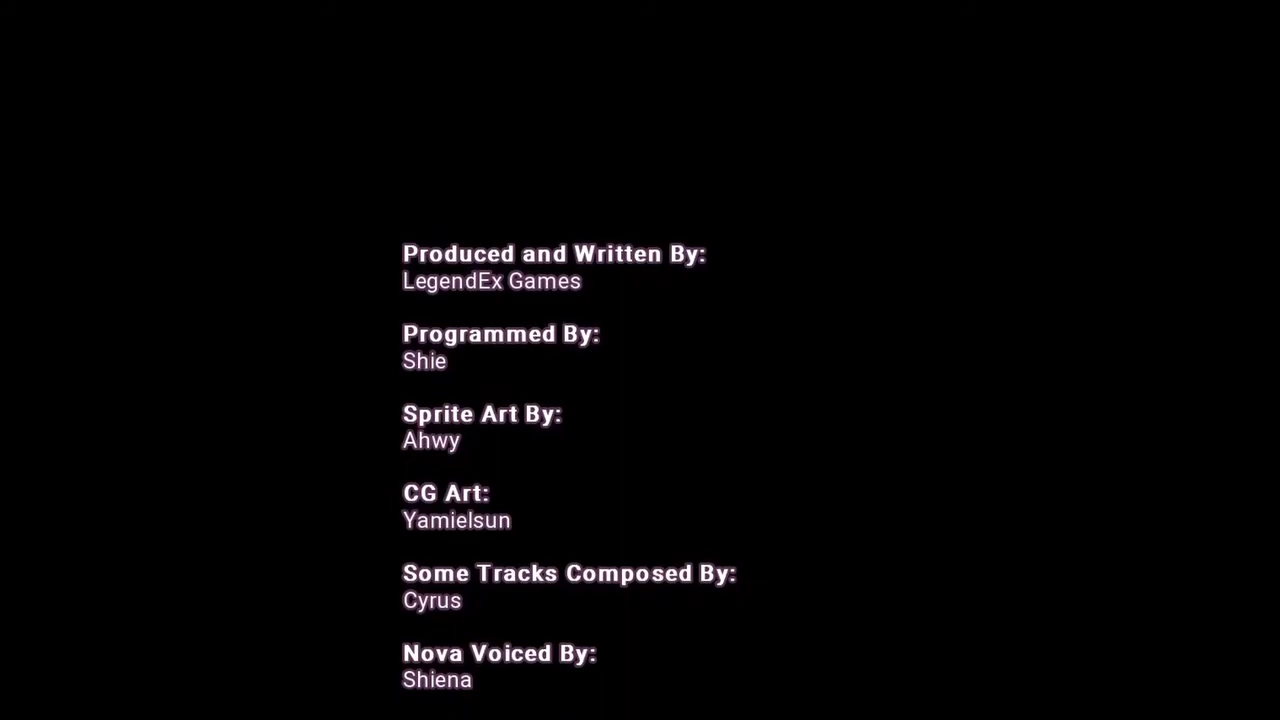 Produced and Written By:
LegendEx Games
Programmed By:
Shie
Sprite Art By:
Ahwy
CG Art:
Yamielsun
Some Tracks Composed By:
Cyrus
Nova Voiced By:
Shiena